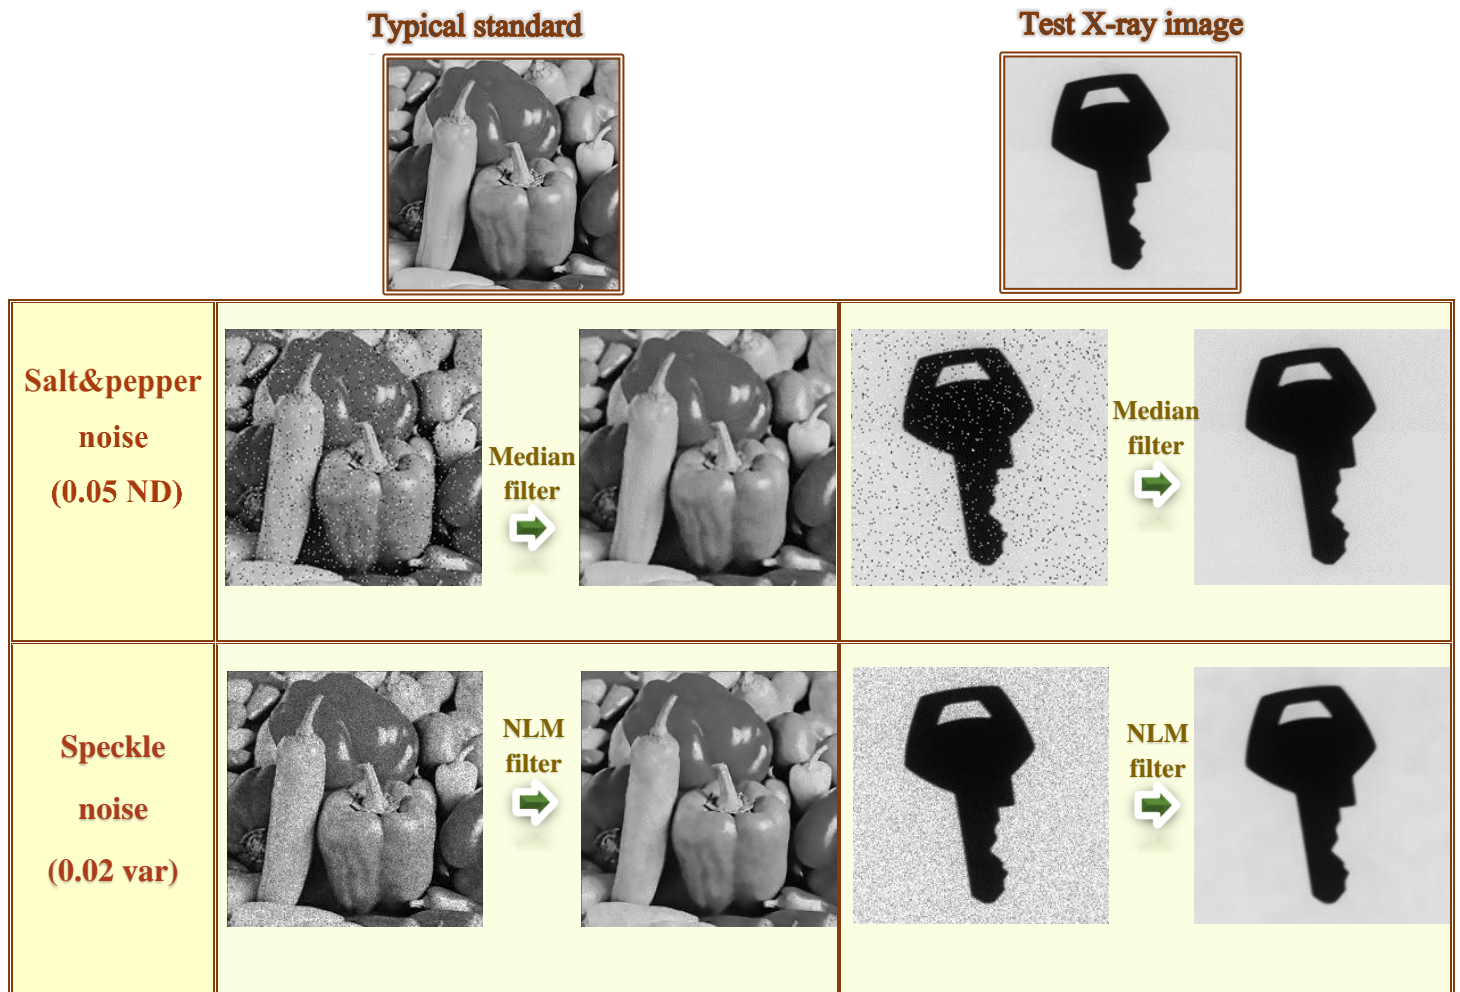 Typical standard
Test X-ray image
Salt&pepper
noise
(0.05 ND)
Median
filter
Median
filter
Speckle
noise
(0.02 var)
NLM
filter
NLM
filter